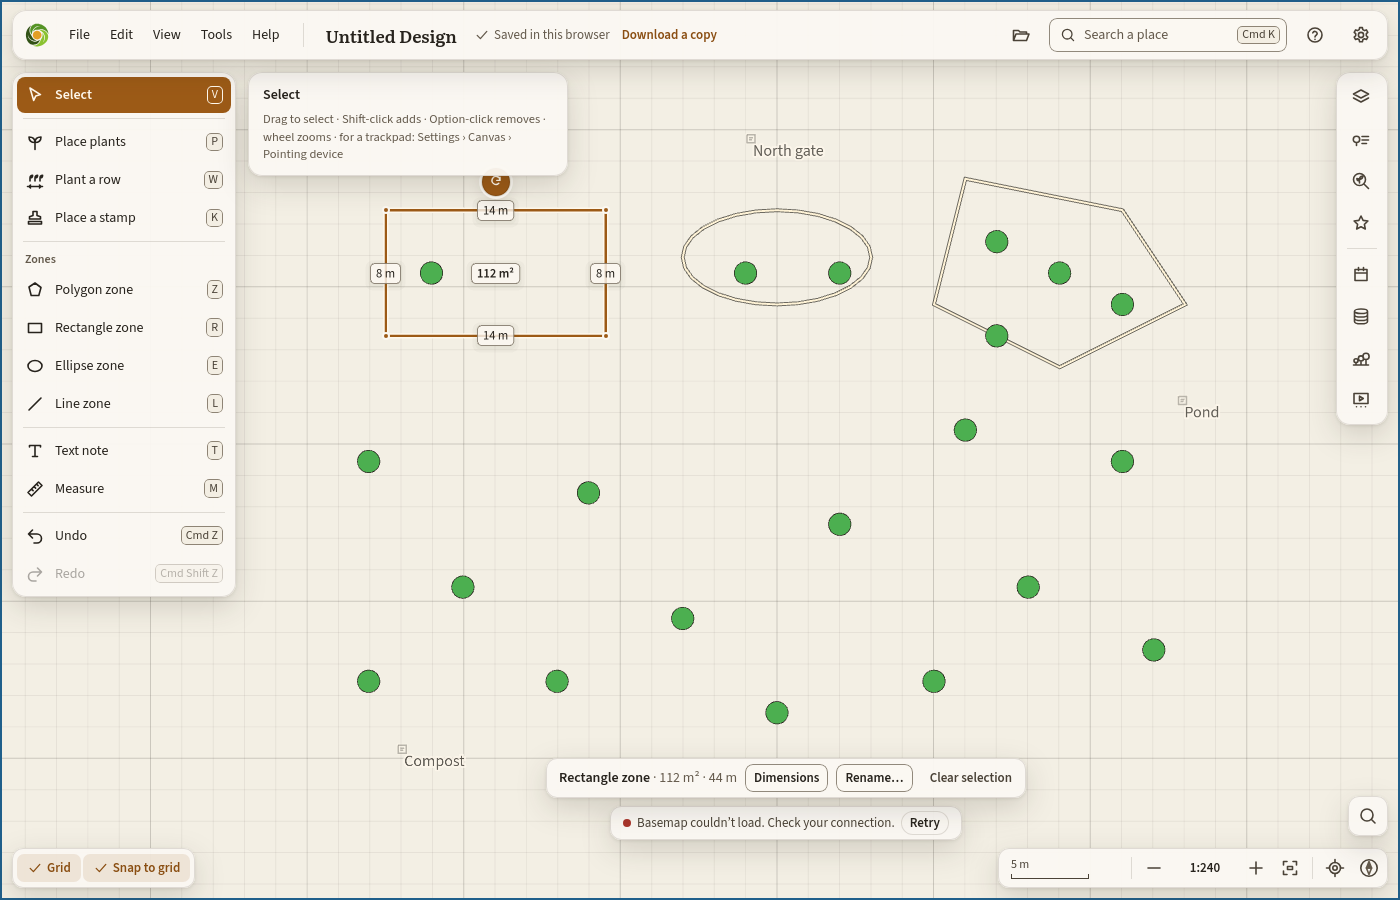 File Edit View Tools Help
Untitled Design
Saved in this browser
Download a copy
Search a place
Cmd K
Select V
Place plants P
Plant a row W
Place a stamp K
Zones
Polygon zone Z
Rectangle zone R
Ellipse zone E
Line zone L
Text note T
Measure M
Undo Cmd Z
Redo Cmd Shift Z
Select
Drag to select · Shift-click adds · Option-click removes ·
wheel zooms · for a trackpad: Settings › Canvas ›
Pointing device
North gate
14 m
8 m
112 m²
8 m
14 m
Pond
Compost
Rectangle zone · 112 m² · 44 m
Dimensions
Rename…
Clear selection
Basemap couldn’t load. Check your connection.
Retry
Grid
Snap to grid
5 m
1:240